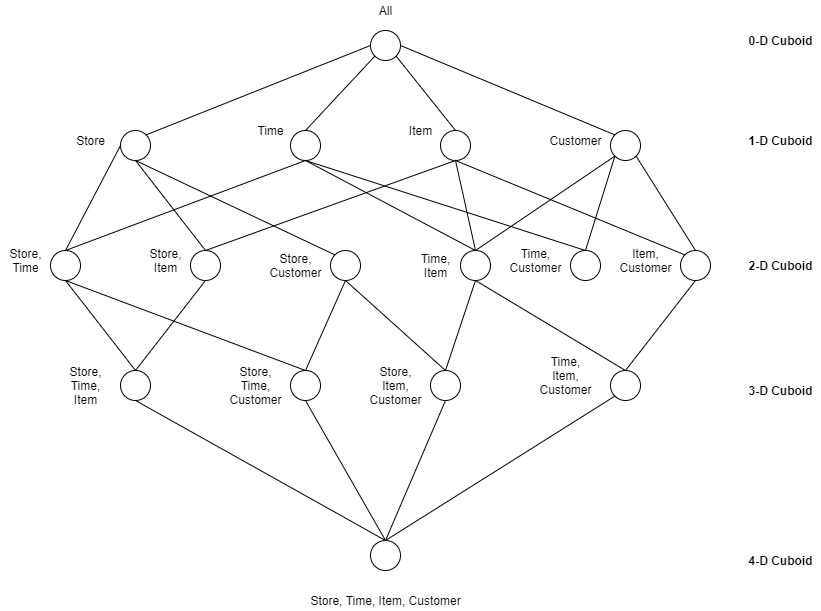 All
0-D Cuboid
Store
Time
Item
Customer
1-D Cuboid
Store,
Time
Store,
Item
Store,
Customer
Time,
Item
Time,
Customer
Item,
Customer
2-D Cuboid
Store,
Time,
Item
Store,
Time,
Customer
Store,
Item,
Customer
Time,
Item,
Customer
3-D Cuboid
4-D Cuboid
Store, Time, Item, Customer